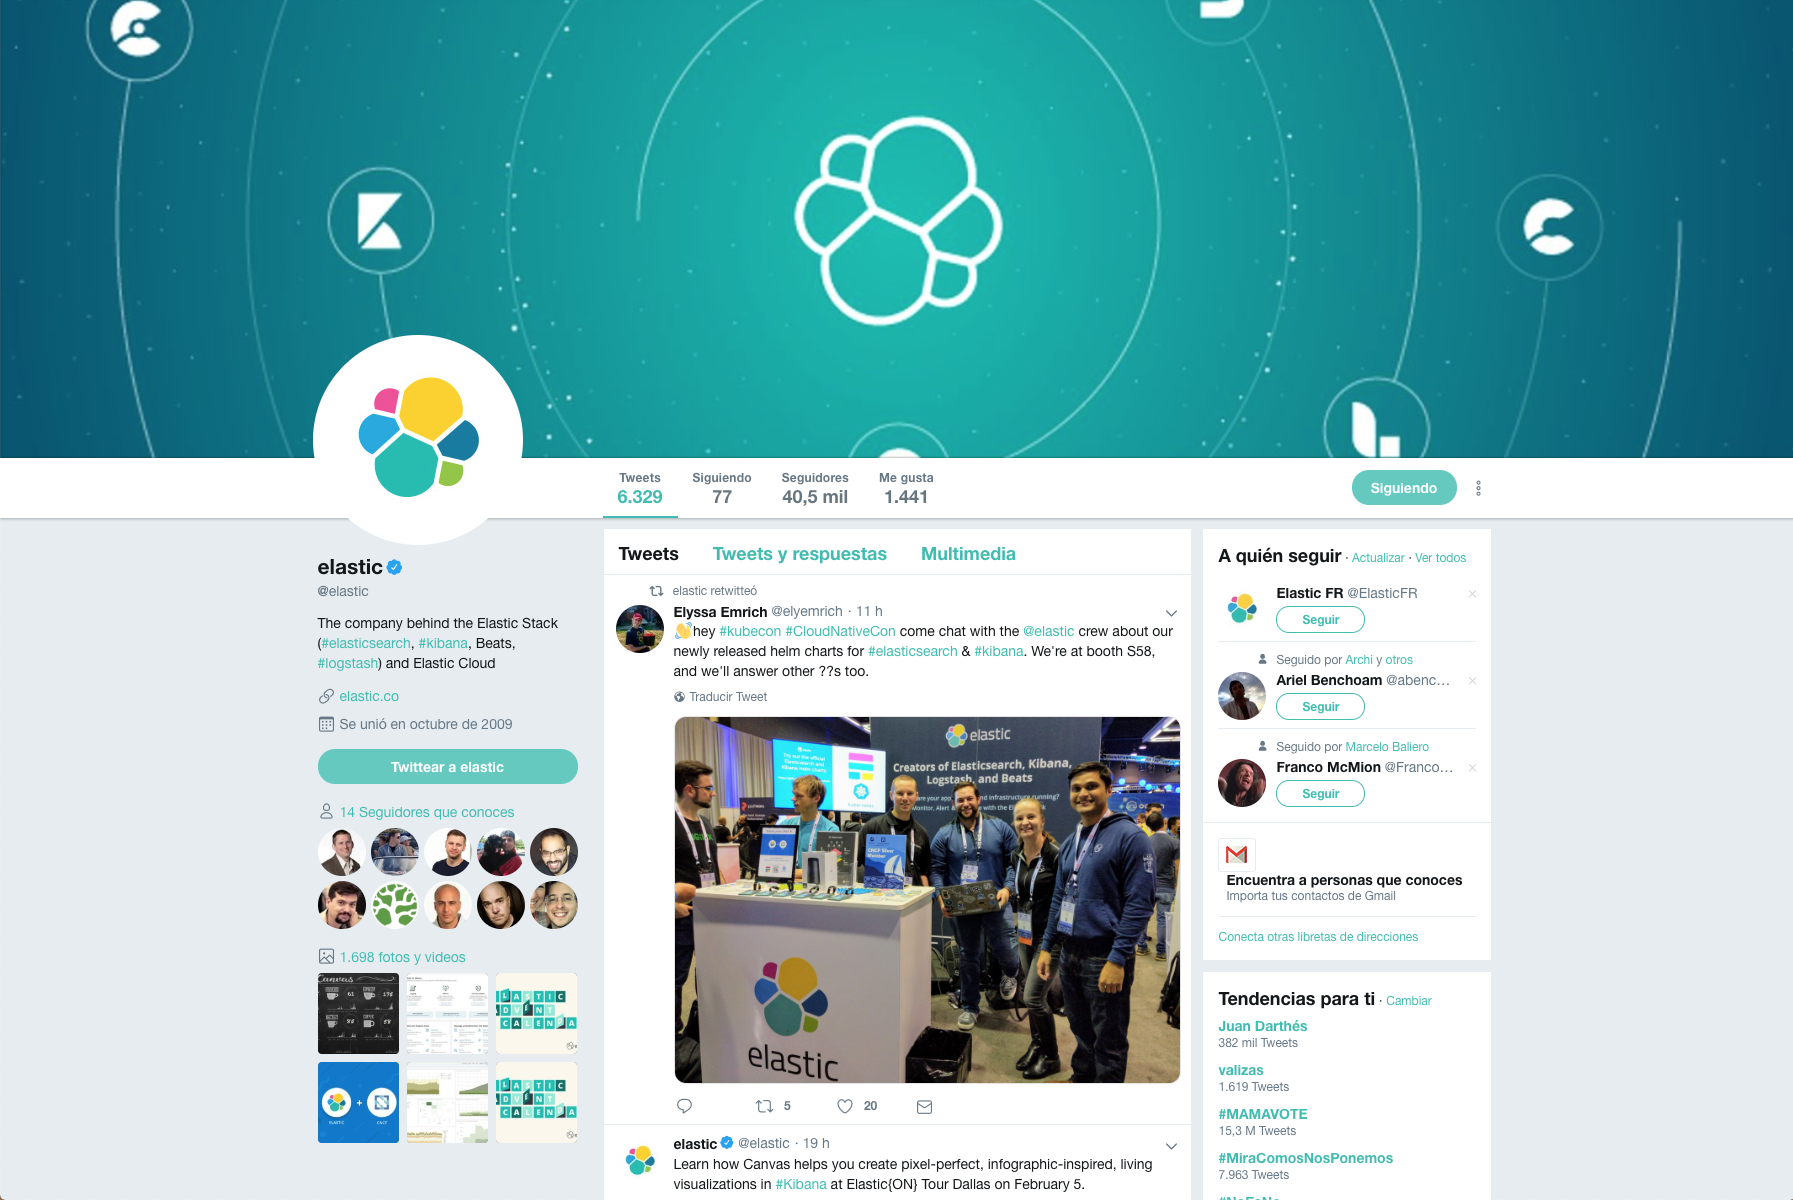 Tweets
6.329
Siguiendo
77
Seguidores
40,5 mil
Me gusta
1.441
Siguiendo
elastic
@elastic
The company behind the Elastic Stack
(#elasticsearch, #kibana, Beats,
#logstash) and Elastic Cloud
elastic.co
Se unió en octubre de 2009
Twittear a elastic
14 Seguidores que conoces
1.698 fotos y videos
ELASTIC
ADVENT
CALENDA
ELASTIC
+
CNCF
ELASTIC
ADVENT
CALENDA
Tweets
Tweets y respuestas
Multimedia
elastic retwitteó
Elyssa Emrich @elyemrich · 11 h
hey #kubecon #CloudNativeCon come chat with the @elastic crew about our
newly released helm charts for #elasticsearch & #kibana. We're at booth S58,
and we'll answer other ??s too.
Traducir Tweet
elastic
Creators of Elasticsearch, Kibana,
Logstash, and Beats
elastic
5
20
elastic @elastic · 19 h
Learn how Canvas helps you create pixel-perfect, infographic-inspired, living
visualizations in #Kibana at Elastic{ON} Tour Dallas on February 5.
A quién seguir · Actualizar · Ver todos
Elastic FR @ElasticFR
Seguir
Seguido por Archi y otros
Ariel Benchoam @abenc...
Seguir
Seguido por Marcelo Baliero
Franco McMion @Franco...
Seguir
Encuentra a personas que conoces
Importa tus contactos de Gmail
Conecta otras libretas de direcciones
Tendencias para ti · Cambiar
Juan Darthés
382 mil Tweets
valizas
1.619 Tweets
#MAMAVOTE
15,3 M Tweets
#MiraComosNosPonemos
7.963 Tweets